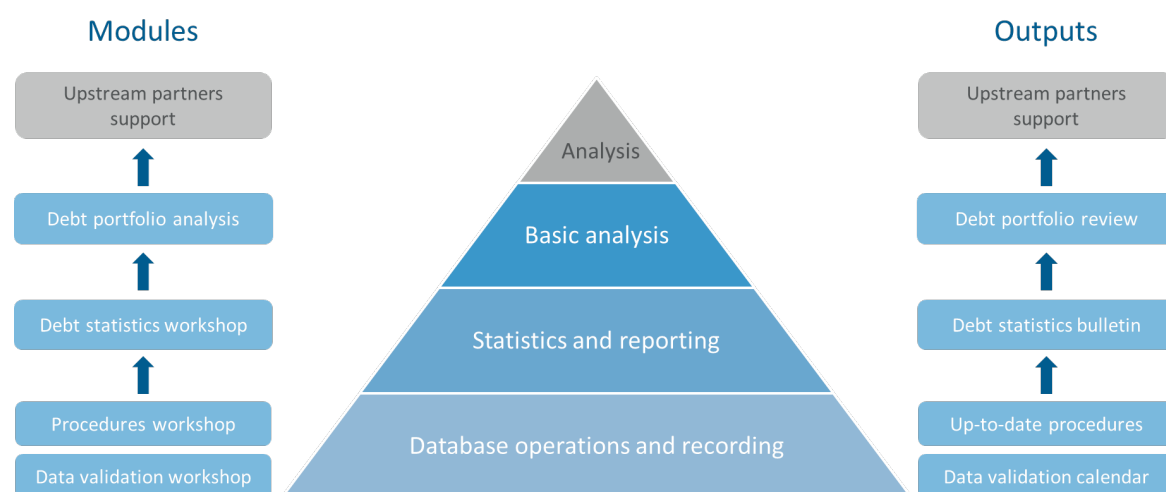 Modules
Outputs
Upstream partners
support
Debt portfolio analysis
Debt statistics workshop
Procedures workshop
Data validation workshop
Analysis
Basic analysis
Statistics and reporting
Database operations and recording
Upstream partners
support
Debt portfolio review
Debt statistics bulletin
Up-to-date procedures
Data validation calendar